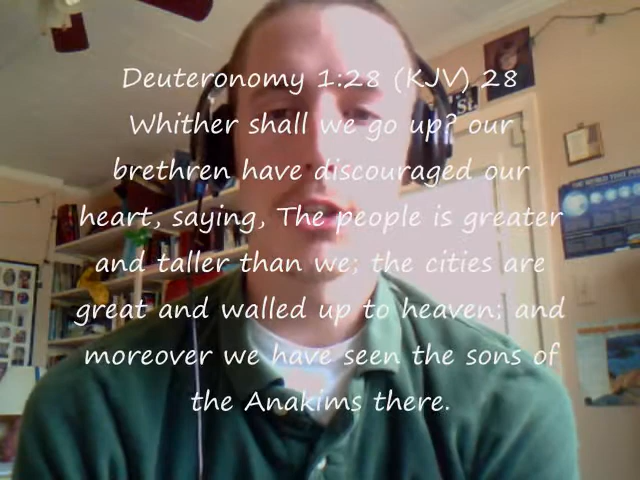 Deuteronomy 1:28 (KJV) 28
Whither shall we go up? our
brethren have discouraged our
heart, saying, The people is greater
and taller than we; the cities are
great and walled up to heaven; and
moreover we have seen the sons of
the Anakims there.